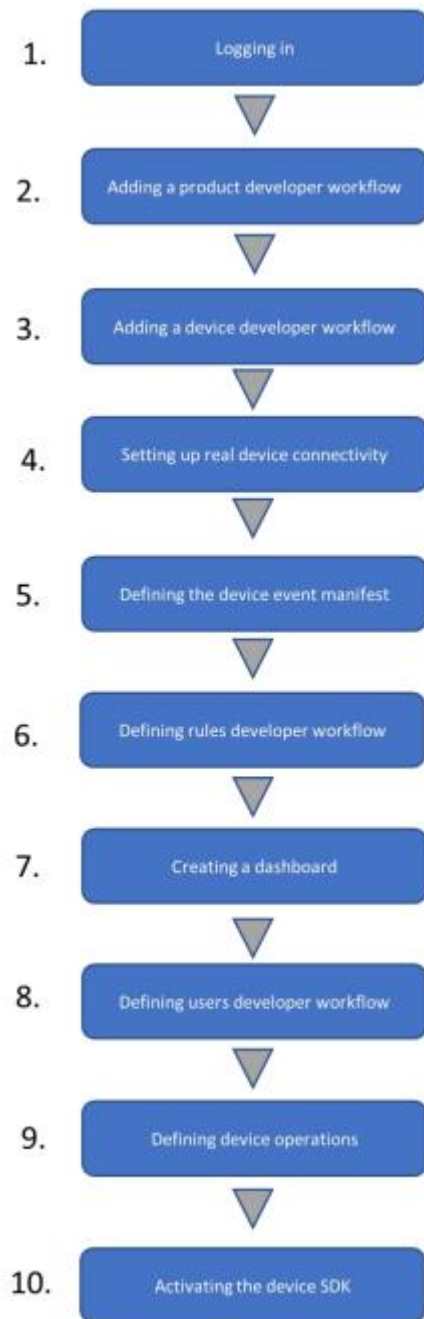 1. Logging in
2. Adding a product developer workflow
3. Adding a device developer workflow
4. Setting up real device connectivity
5. Defining the device event manifest
6. Defining rules developer workflow
7. Creating a dashboard
8. Defining users developer workflow
9. Defining device operations
10. Activating the device SDK